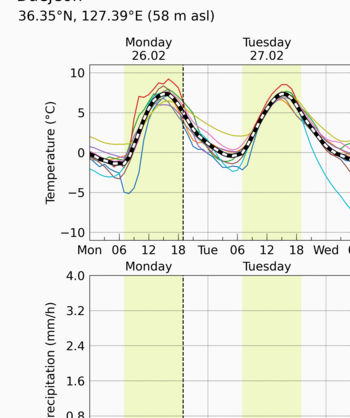 36.35°N, 127.39°E (58 m asl)
Monday Tuesday
26.02 27.02
Temperature (°C)
10
5
0
−5
−10
Mon 06 12 18 Tue 06 12 18 Wed
Monday Tuesday
4.0
3.2
2.4
1.6
0.8
recipitation (mm/h)